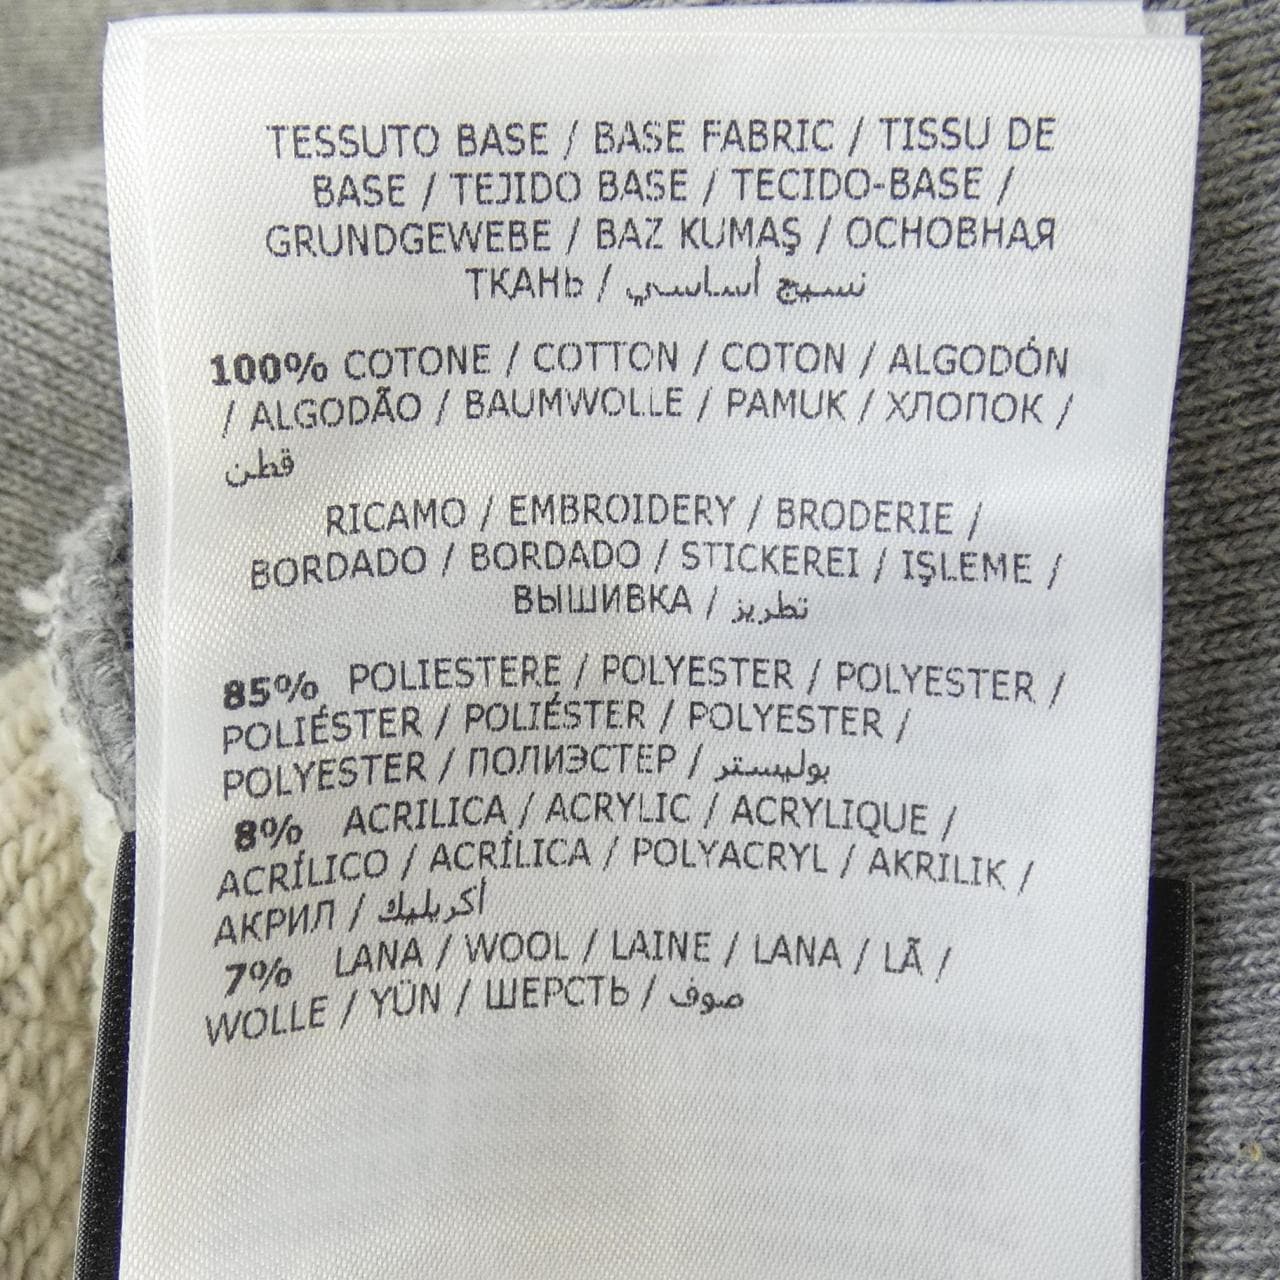 TESSUTO BASE / BASE FABRIC / TISSU DE
BASE / TEJIDO BASE / TECIDO-BASE /
GRUNDGEWEBE / BAZ KUMAŞ / ОСНОВНАЯ
ТКАНЬ / نسيج أساسي
100% COTONE / COTTON / COTON / ALGODÓN
/ ALGODÃO / BAUMWOLLE / PAMUK / ХЛОПОК /
قطن
RICAMO / EMBROIDERY / BRODERIE /
BORDADO / BORDADO / STICKEREI / IŞLEME /
ВЫШИВКА / تطريز
85% POLIESTERE / POLYESTER / POLYESTER /
POLIÉSTER / POLIÉSTER / POLYESTER /
POLYESTER / ПОЛИЭСТЕР / بوليستر
8% ACRILICA / ACRYLIC / ACRYLIQUE /
ACRÍLICO / ACRÍLICA / POLYACRYL / AKRILIK /
АКРИЛ / أكريليك
7% LANA / WOOL / LAINE / LANA / LÃ /
WOLLE / YÜN / ШЕРСТЬ / صوف